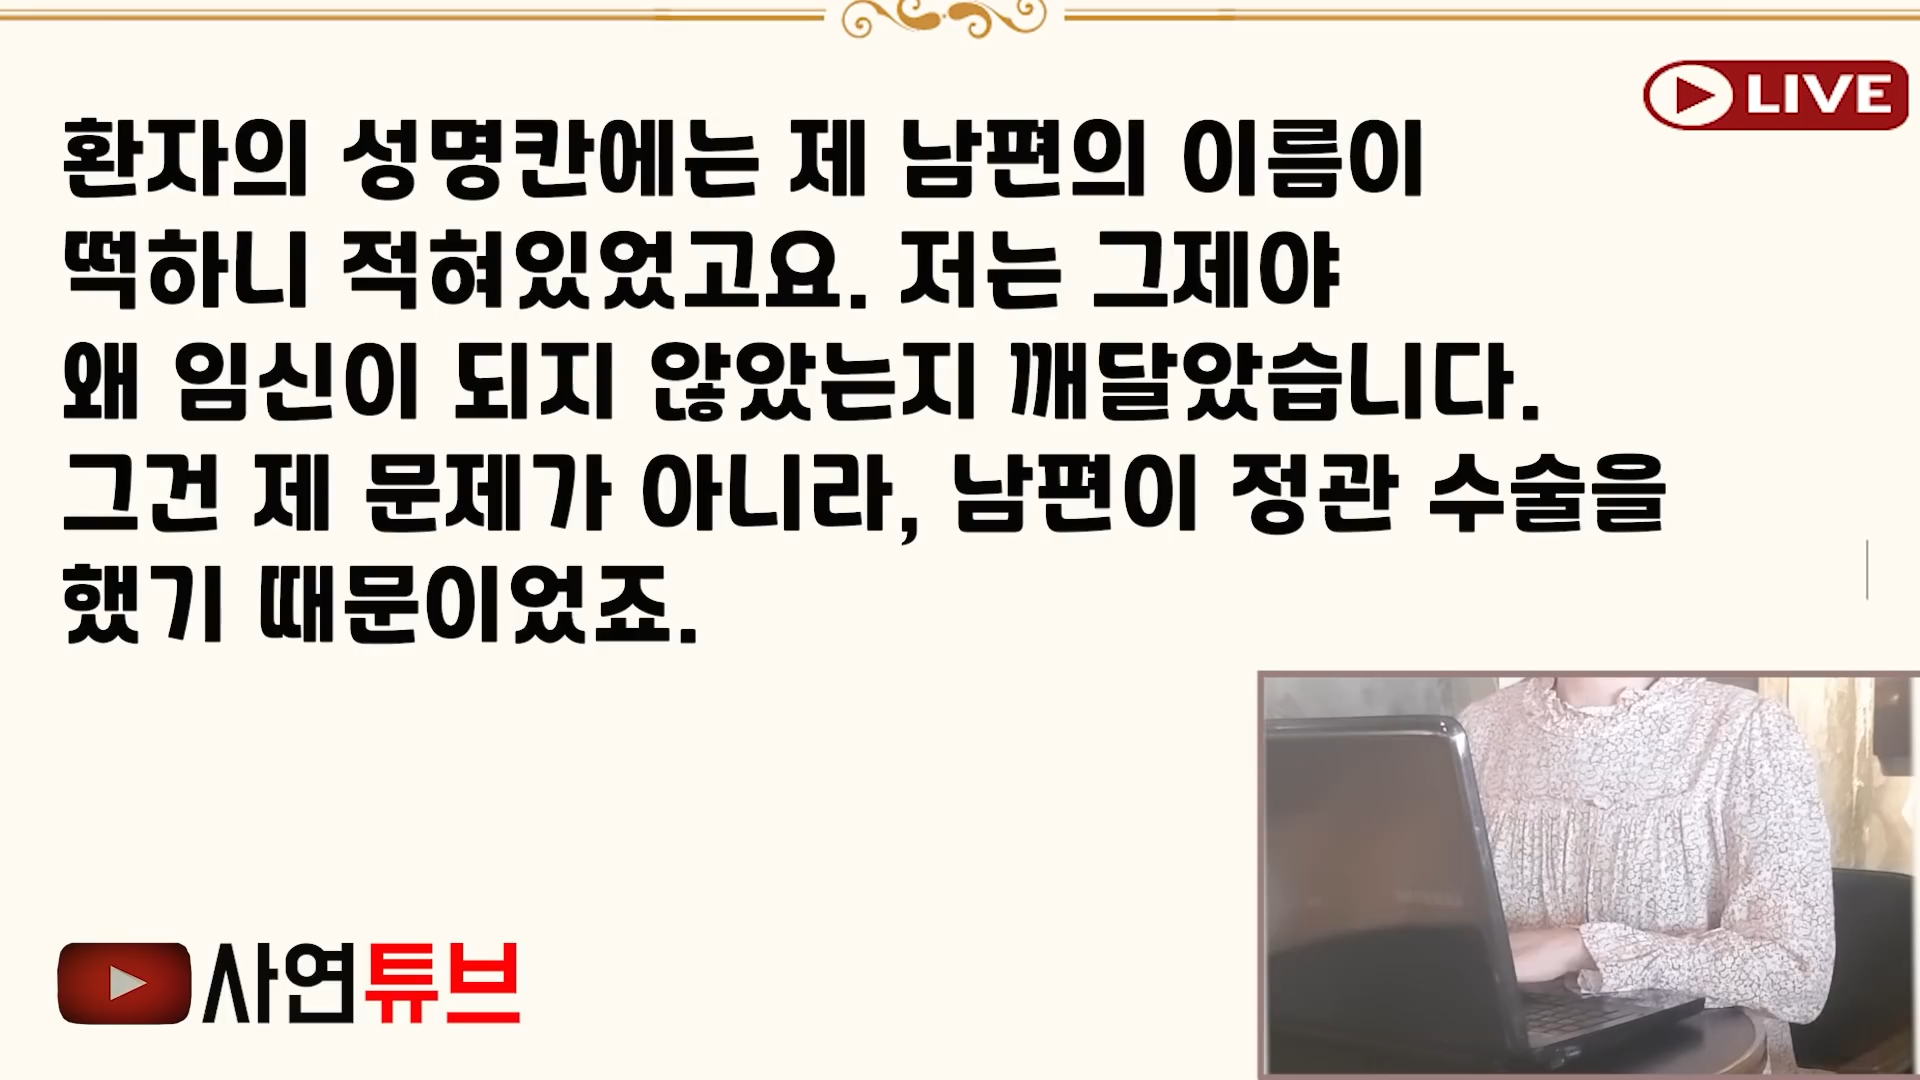 LIVE
환자의 성명칸에는 제 남편의 이름이
떡하니 적혀있었고요. 저는 그제야
왜 임신이 되지 않았는지 깨달았습니다.
그건 제 문제가 아니라, 남편이 정관 수술을
했기 때문이었죠.
사연튜브